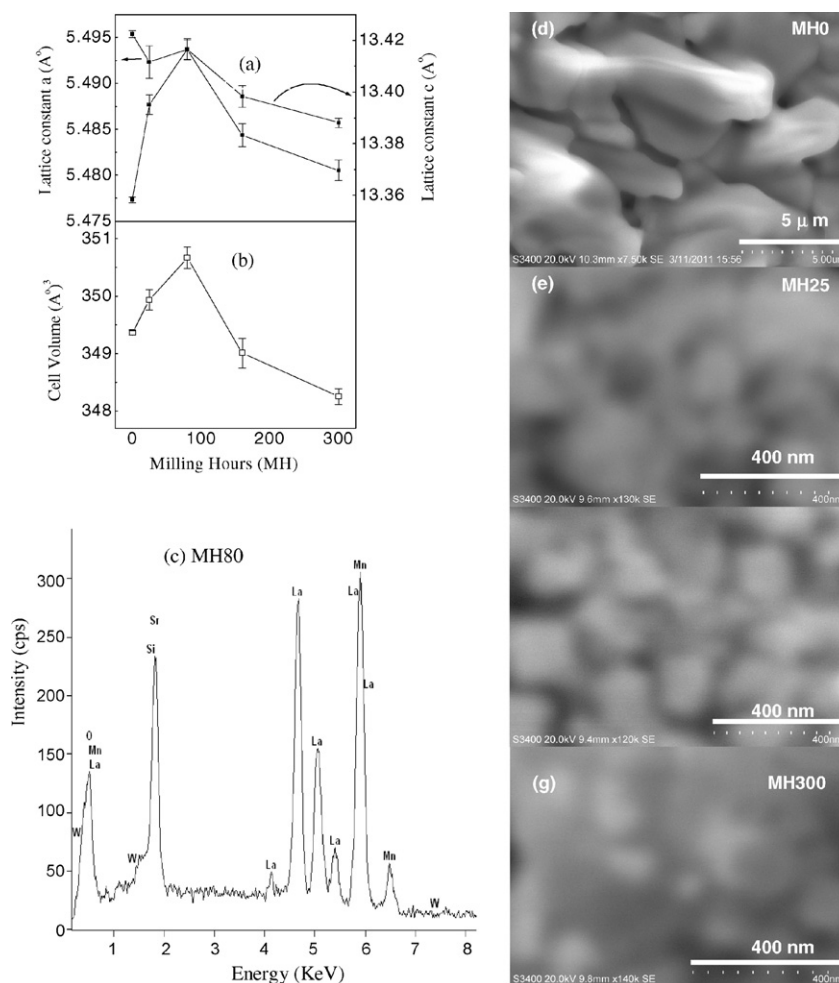 5.495
5.490
5.485
5.480
5.475
Lattice constant a (A°)
(a)
13.42
13.40
13.38
13.36
Lattice constant c (A°)
351
350
349
348
Cell Volume (A°)³
(b)
0
100
200
300
Milling Hours (MH)
(c) MH80
300
250
200
150
100
50
0
Intensity (cps)
O
Mn
La
W
W
Sr
Si
La
La
La
La
Mn
La
La
Mn
W
1
2
3
4
5
6
7
8
Energy (KeV)
(d)
MH0
5 μ m
S3400 20.0kV 10.3mm x7.50k SE 3/11/2011 15:56
5.00um
(e)
MH25
400 nm
S3400 20.0kV 9.6mm x130k SE
400nm
400 nm
S3400 20.0kV 9.4mm x120k SE
400nm
(g)
MH300
400 nm
S3400 20.0kV 9.8mm x140k SE
400nm